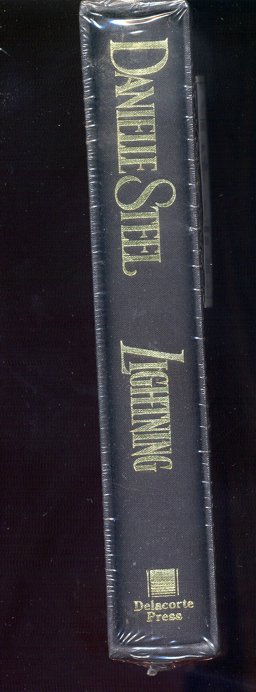 DANIELLE STEEL
LIGHTNING
Delacorte
Press